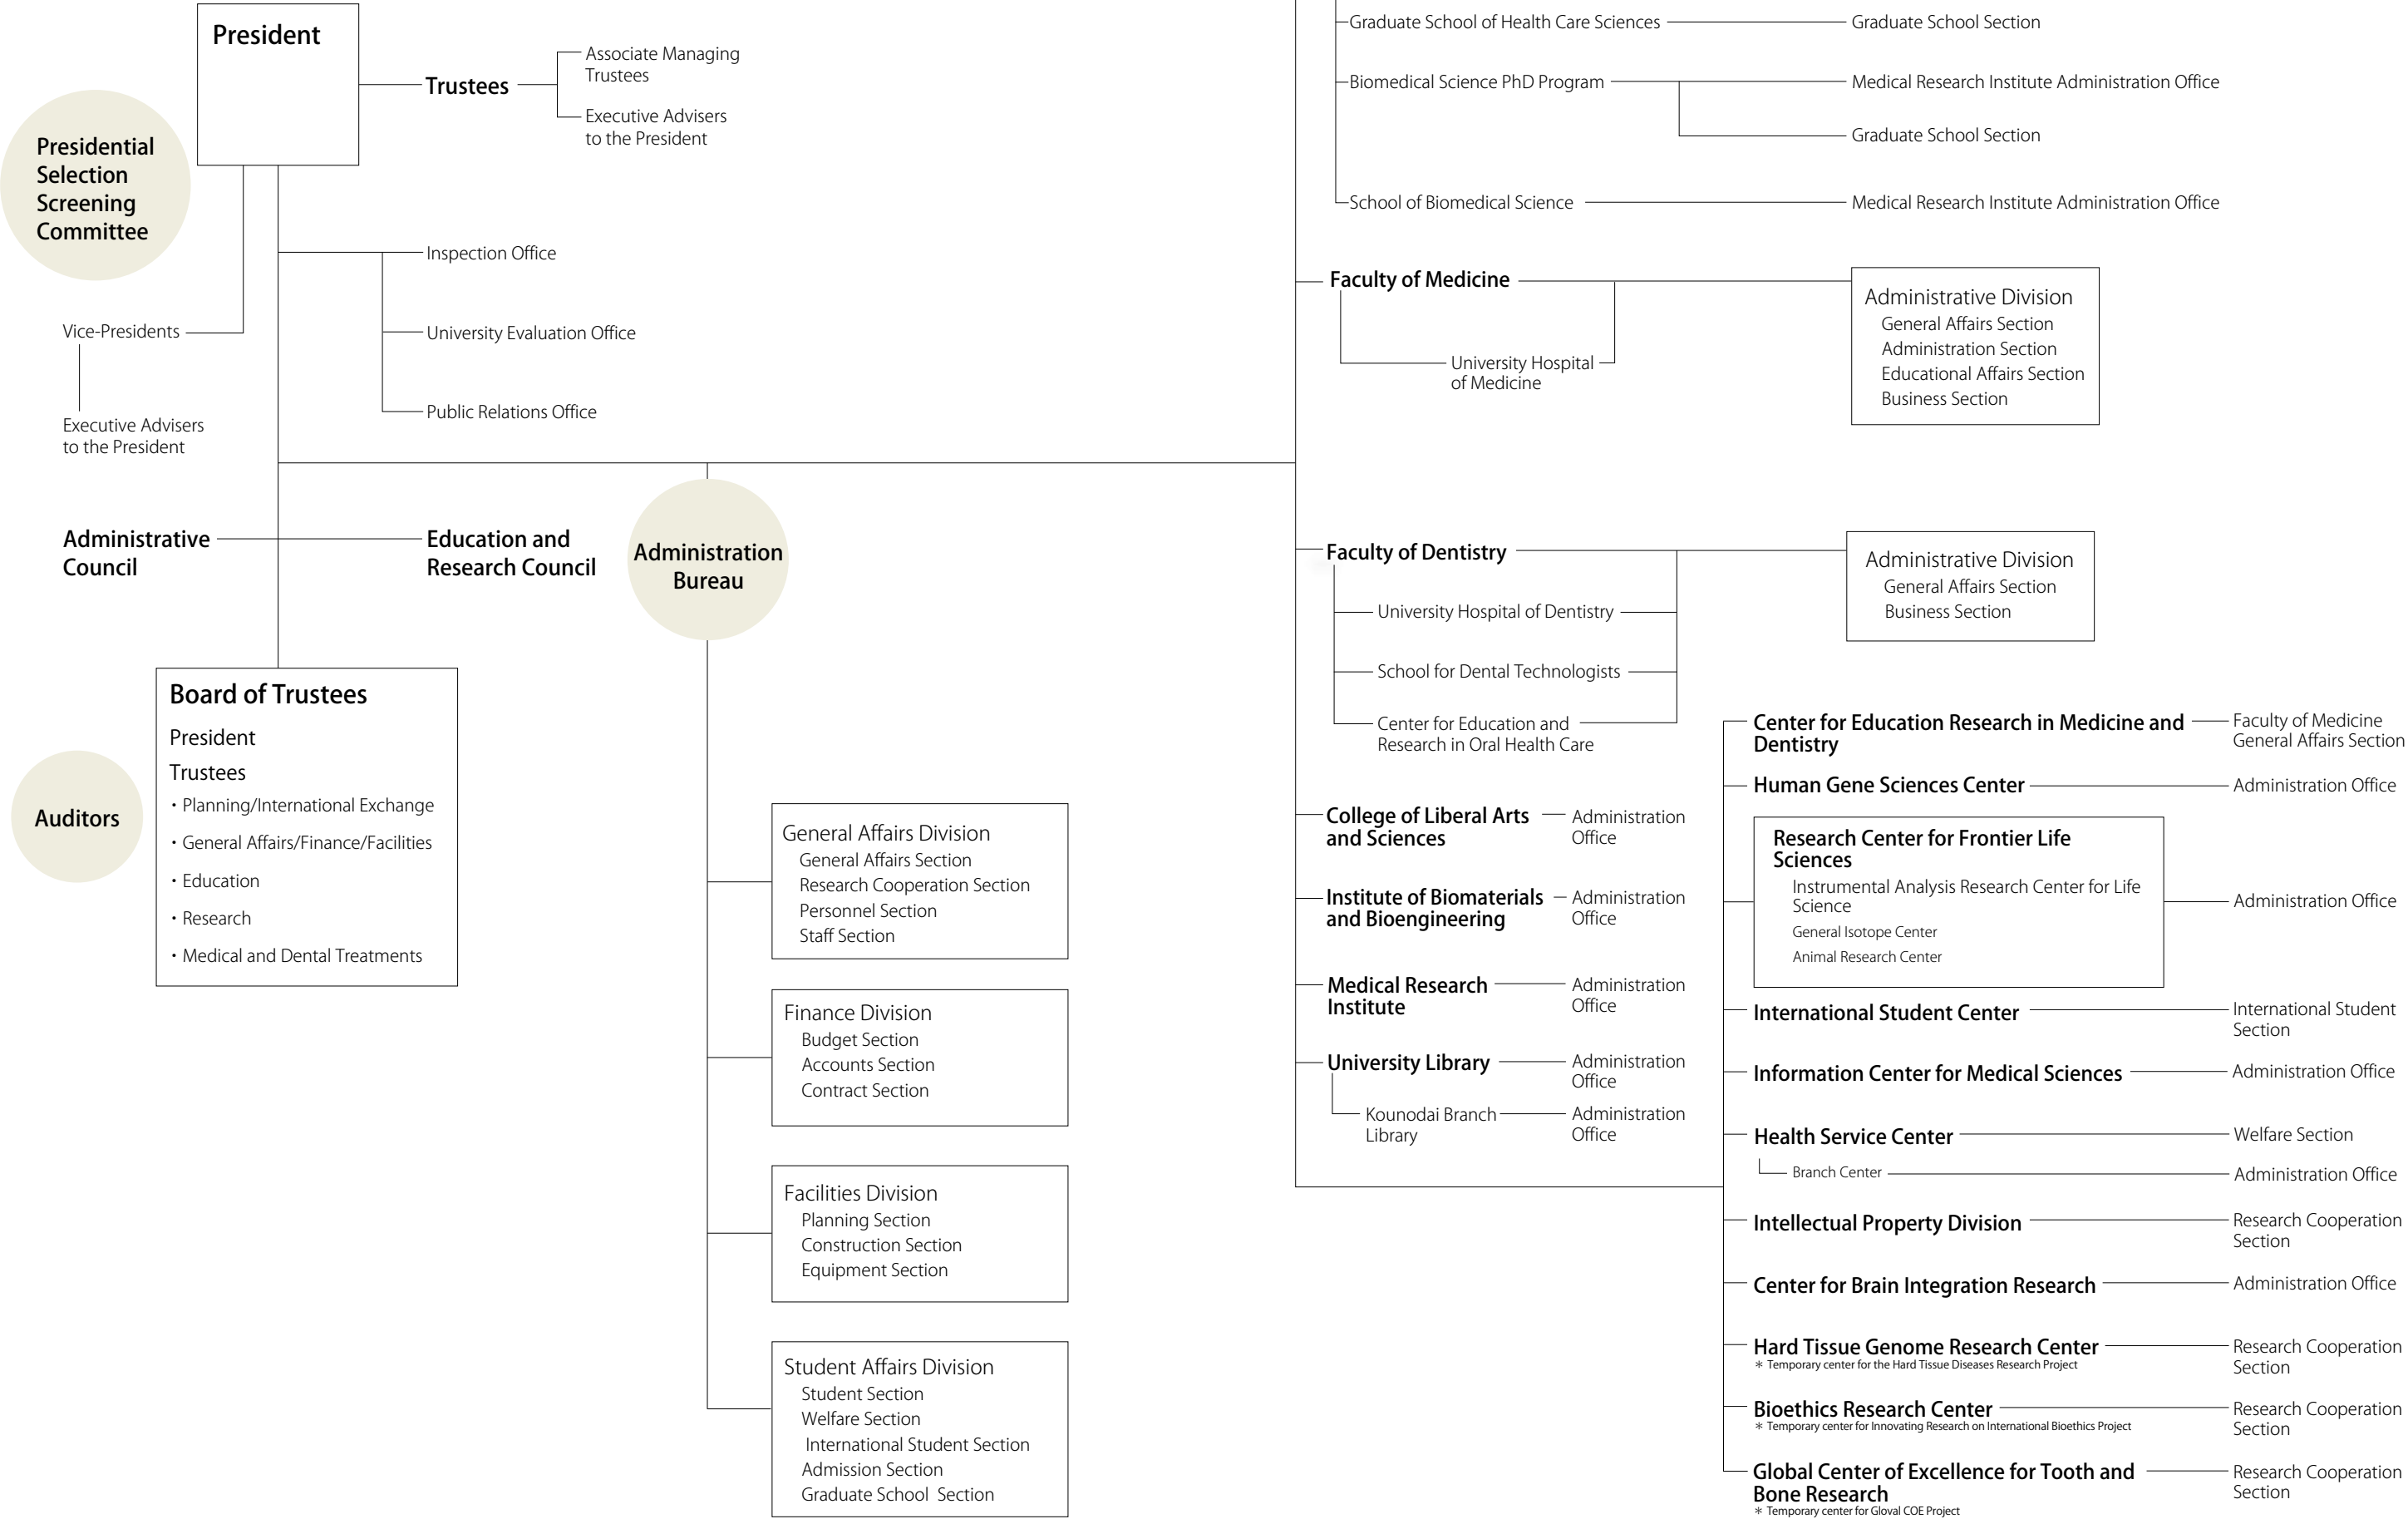 President
Trustees
Associate Managing
Trustees
Executive Advisers
to the President
Presidential
Selection
Screening
Committee
Inspection Office
University Evaluation Office
Public Relations Office
Vice-Presidents
Executive Advisers
to the President
Administrative
Council
Education and
Research Council
Administration
Bureau
Board of Trustees
President
Trustees
・Planning/International Exchange
・General Affairs/Finance/Facilities
・Education
・Research
・Medical and Dental Treatments
Auditors
General Affairs Division
General Affairs Section
Research Cooperation Section
Personnel Section
Staff Section
Finance Division
Budget Section
Accounts Section
Contract Section
Facilities Division
Planning Section
Construction Section
Equipment Section
Student Affairs Division
Student Section
Welfare Section
International Student Section
Admission Section
Graduate School Section
Graduate School of Health Care Sciences
Graduate School Section
Biomedical Science PhD Program
Medical Research Institute Administration Office
Graduate School Section
School of Biomedical Science
Medical Research Institute Administration Office
Faculty of Medicine
University Hospital
of Medicine
Administrative Division
General Affairs Section
Administration Section
Educational Affairs Section
Business Section
Faculty of Dentistry
University Hospital of Dentistry
School for Dental Technologists
Center for Education and
Research in Oral Health Care
Administrative Division
General Affairs Section
Business Section
College of Liberal Arts
and Sciences
Administration
Office
Institute of Biomaterials
and Bioengineering
Administration
Office
Medical Research
Institute
Administration
Office
University Library
Administration
Office
Kounodai Branch
Library
Administration
Office
Center for Education Research in Medicine and
Dentistry
Faculty of Medicine
General Affairs Section
Human Gene Sciences Center
Administration Office
Research Center for Frontier Life
Sciences
Instrumental Analysis Research Center for Life
Science
General Isotope Center
Animal Research Center
Administration Office
International Student Center
International Student
Section
Information Center for Medical Sciences
Administration Office
Health Service Center
Welfare Section
Branch Center
Administration Office
Intellectual Property Division
Research Cooperation
Section
Center for Brain Integration Research
Administration Office
Hard Tissue Genome Research Center
＊ Temporary center for the Hard Tissue Diseases Research Project
Research Cooperation
Section
Bioethics Research Center
＊ Temporary center for Innovating Research on International Bioethics Project
Research Cooperation
Section
Global Center of Excellence for Tooth and
Bone Research
＊ Temporary center for Gloval COE Project
Research Cooperation
Section